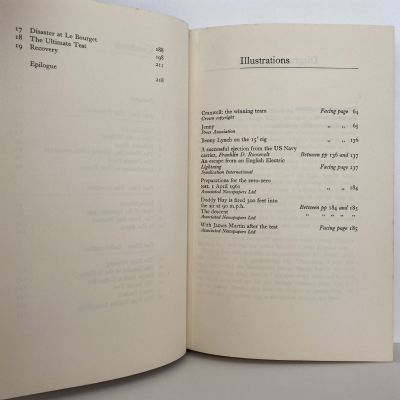 17 Disaster at Le Bourget 188
18 The Ultimate Test 198
19 Recovery 211
Epilogue 218
Illustrations
Cranwell: the winning team Facing page 64
Crown copyright
Jenny „ „ 65
Press Association
Benny Lynch on the 15' rig „ „ 136
A successful ejection from the US Navy
carrier, Franklin D. Roosevelt Between pp 136 and 137
An escape from an English Electric
Lightning Facing page 137
Syndication International
Preparations for the zero-zero
test. 1 April 1961 „ „ 184
Associated Newspapers Ltd
Doddy Hay is fired 300 feet into
the air at 90 m.p.h. Between pp 184 and 185
The descent „ „ „ „ „
Associated Newspapers Ltd
With James Martin after the test Facing page 185
Associated Newspapers Ltd